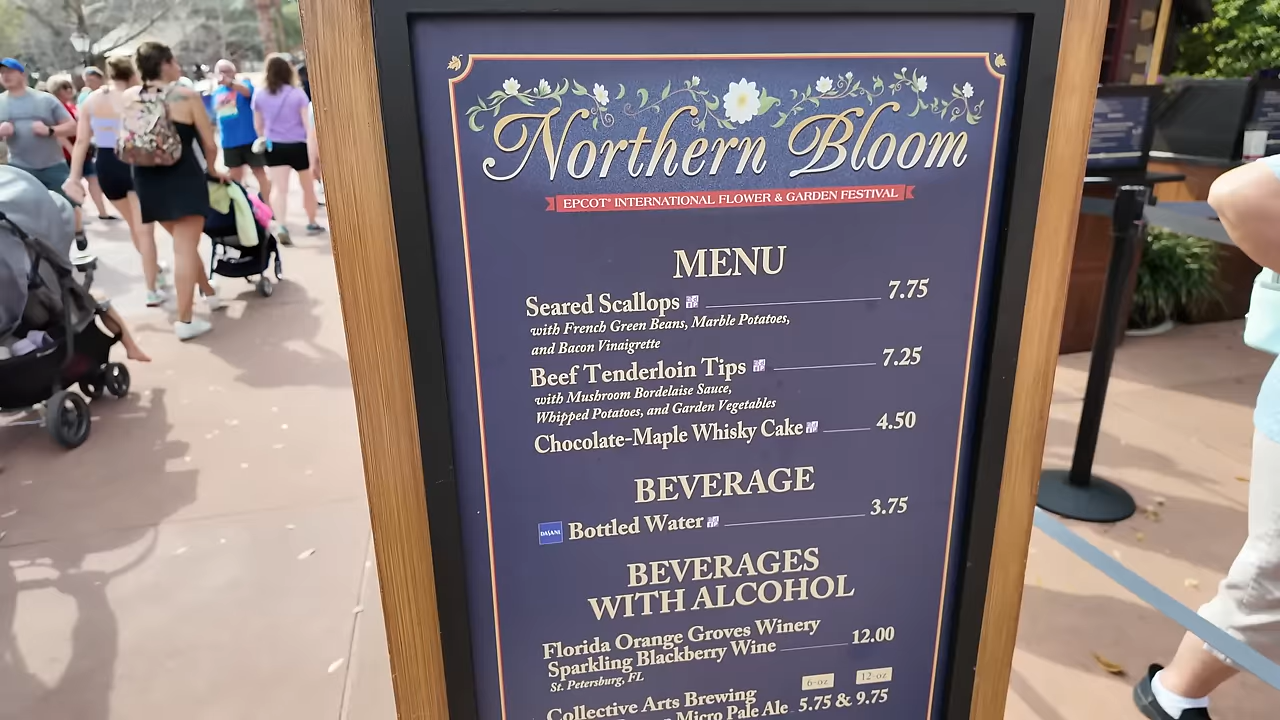 Northern Bloom
EPCOT® INTERNATIONAL FLOWER & GARDEN FESTIVAL
MENU
Seared Scallops 7.75
with French Green Beans, Marble Potatoes,
and Bacon Vinaigrette
Beef Tenderloin Tips 7.25
with Mushroom Bordelaise Sauce,
Whipped Potatoes, and Garden Vegetables
Chocolate-Maple Whisky Cake 4.50
BEVERAGE
DASANI Bottled Water 3.75
BEVERAGES
WITH ALCOHOL
Florida Orange Groves Winery
Sparkling Blackberry Wine 12.00
St. Petersburg, FL
6-oz 12-oz
Collective Arts Brewing
Micro Pale Ale 5.75 & 9.75